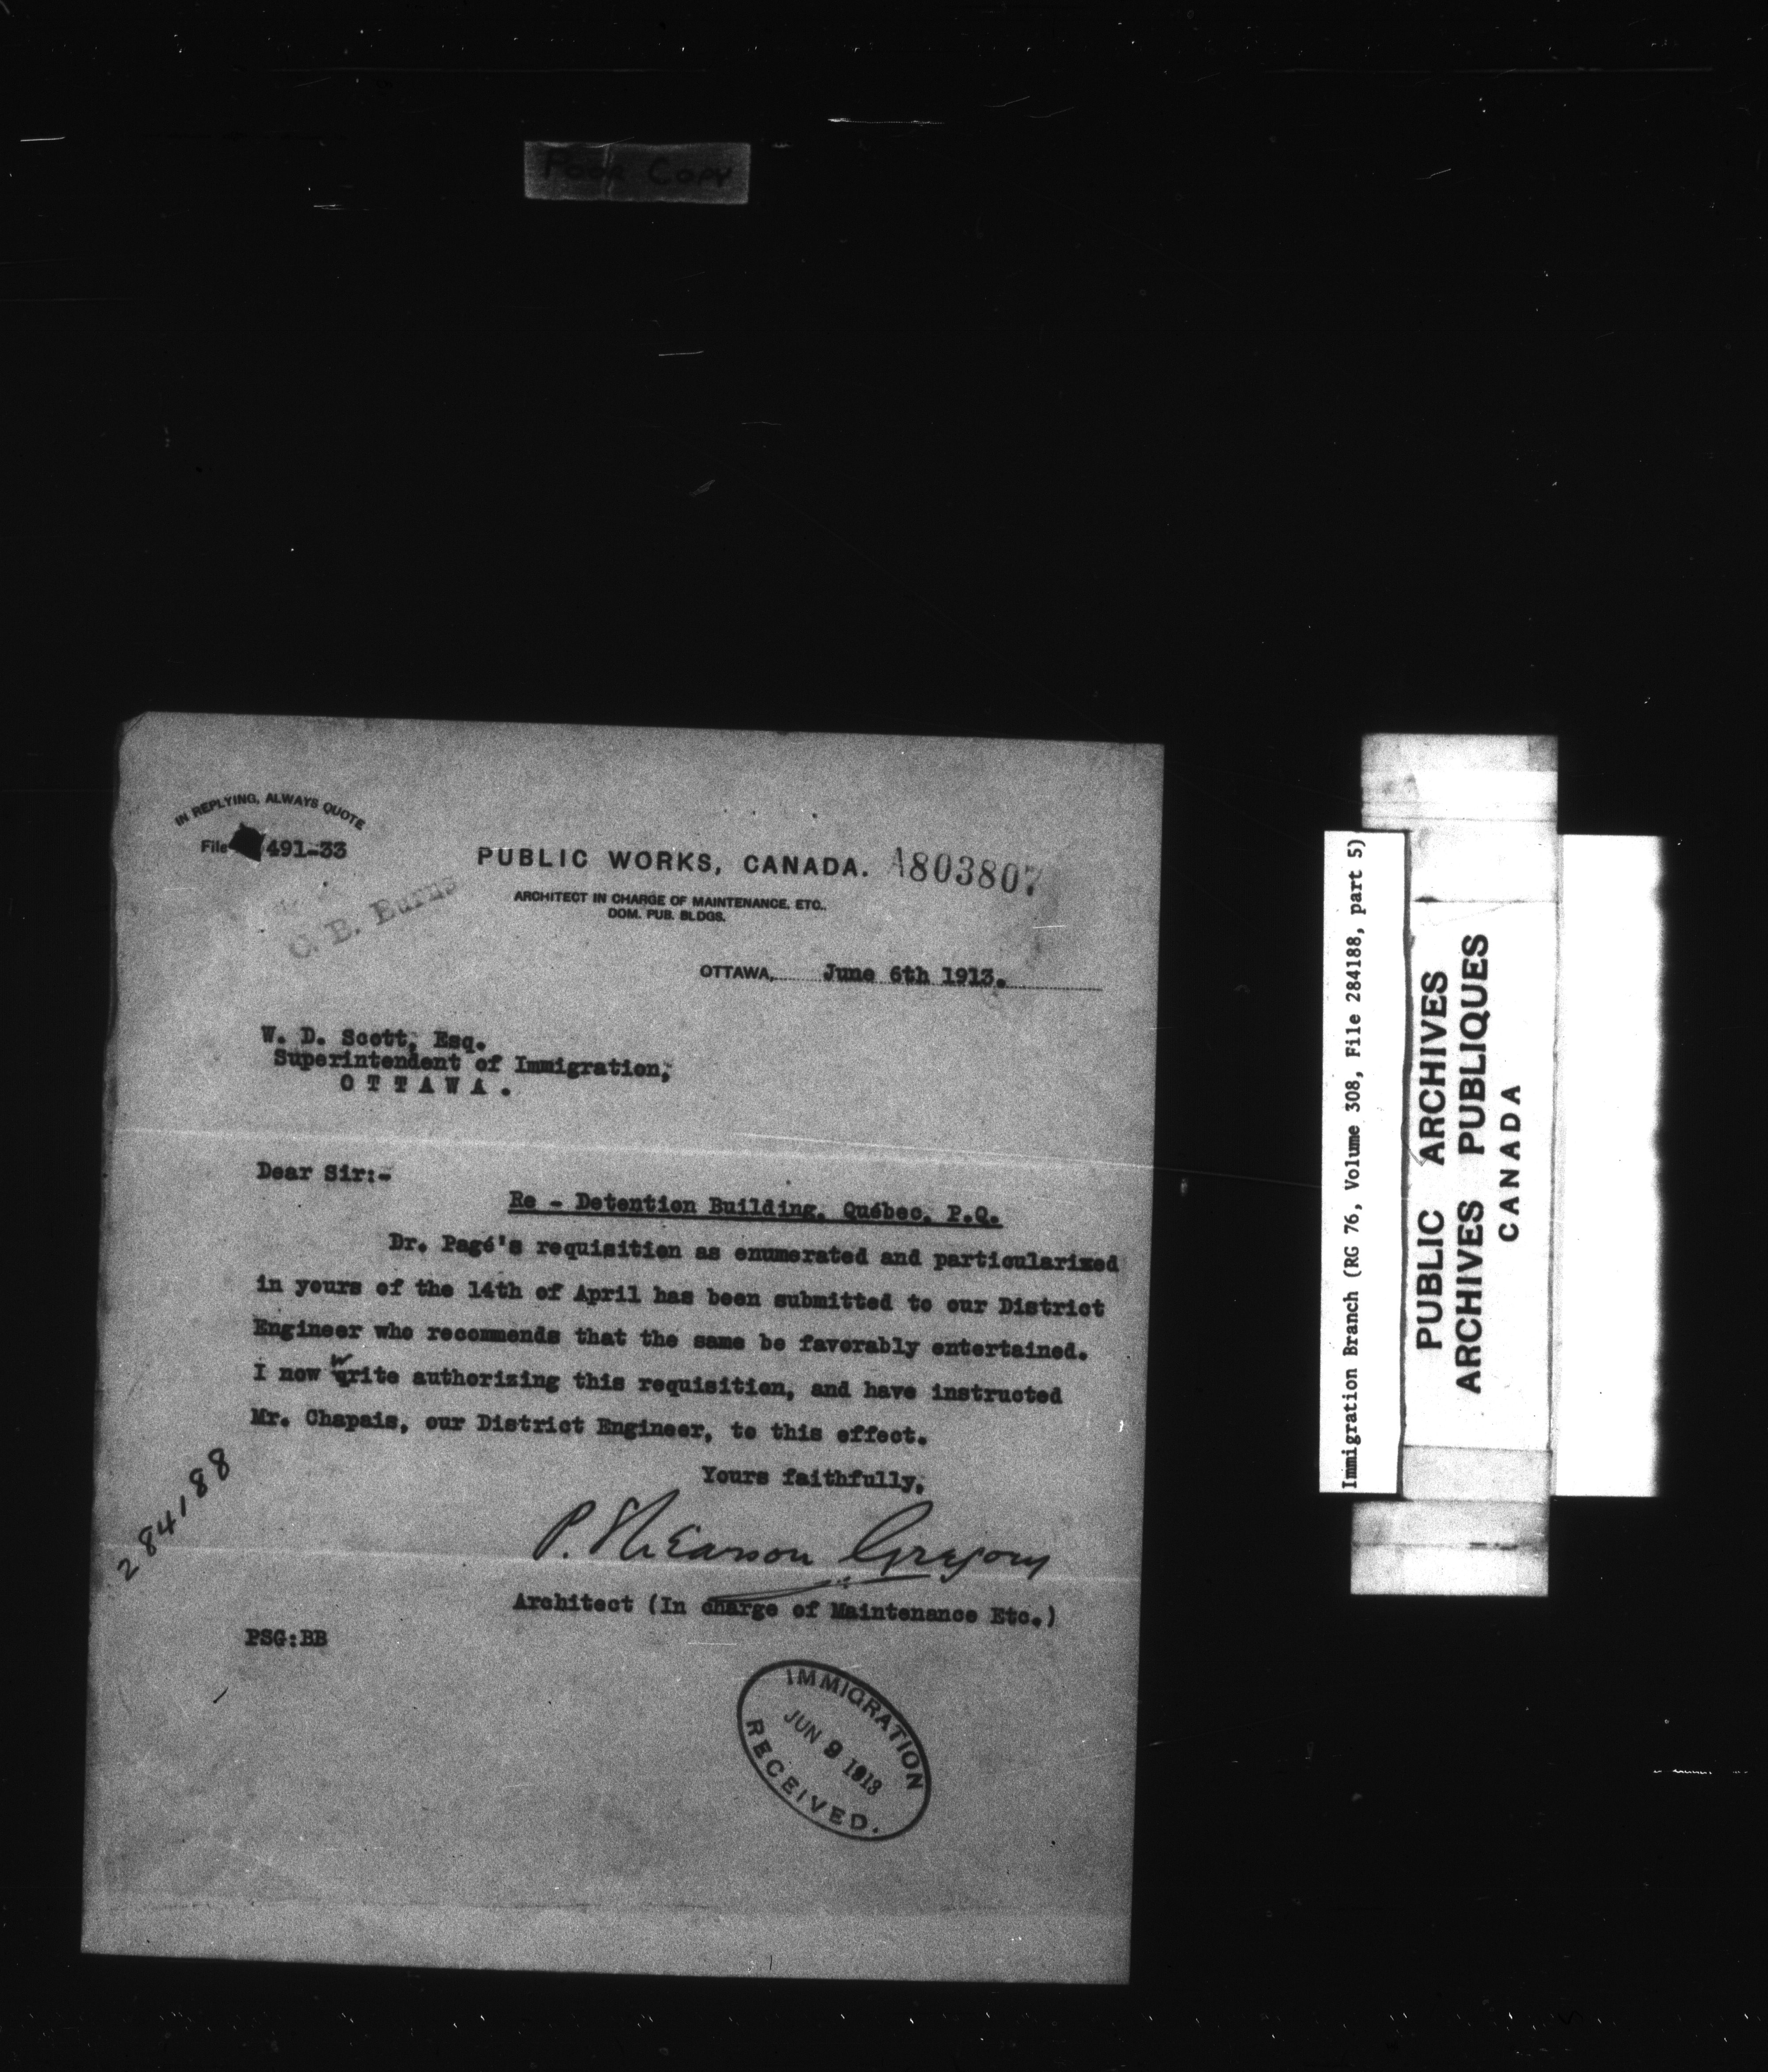 Poor Copy
IN REPLYING, ALWAYS QUOTE
File 491-33
PUBLIC WORKS, CANADA. A803807
ARCHITECT IN CHARGE OF MAINTENANCE, ETC.
DOM. PUB. BLDGS.
C. E. Burns
OTTAWA, June 6th 1913.
W. D. Scott, Esq.
Superintendent of Immigration,
O T T A W A .
Dear Sir:-
Re - Detention Building, Québec, P.Q.
Dr. Pagé's requisition as enumerated and particularized
in yours of the 14th of April has been submitted to our District
Engineer who recommends that the same be favorably entertained.
I now write authorizing this requisition, and have instructed
Mr. Chapais, our District Engineer, to this effect.
Yours faithfully,
P. Shearson Gregory
Architect (In charge of Maintenance Etc.)
PSG:BB
284188
IMMIGRATION
JUN 9 1913
RECEIVED.
Immigration Branch (RG 76, Volume 308, File 284188, part 5)
PUBLIC ARCHIVES
ARCHIVES PUBLIQUES
CANADA